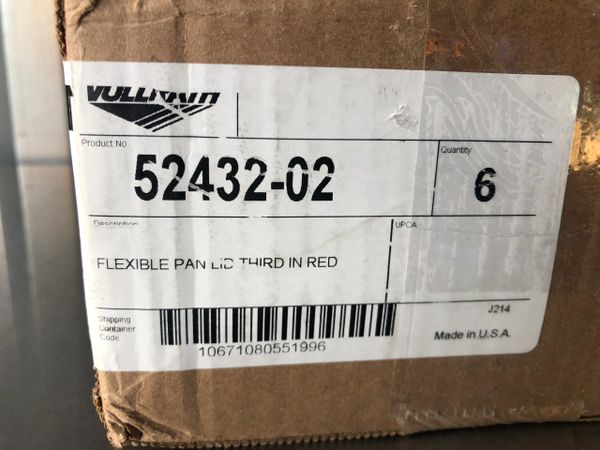 VOLLRATH
Product No
52432-02
Quantity
6
Description
UPCA
FLEXIBLE PAN LID THIRD IN RED
J214
Shipping
Container
Code
Made in U.S.A.
10671080551996